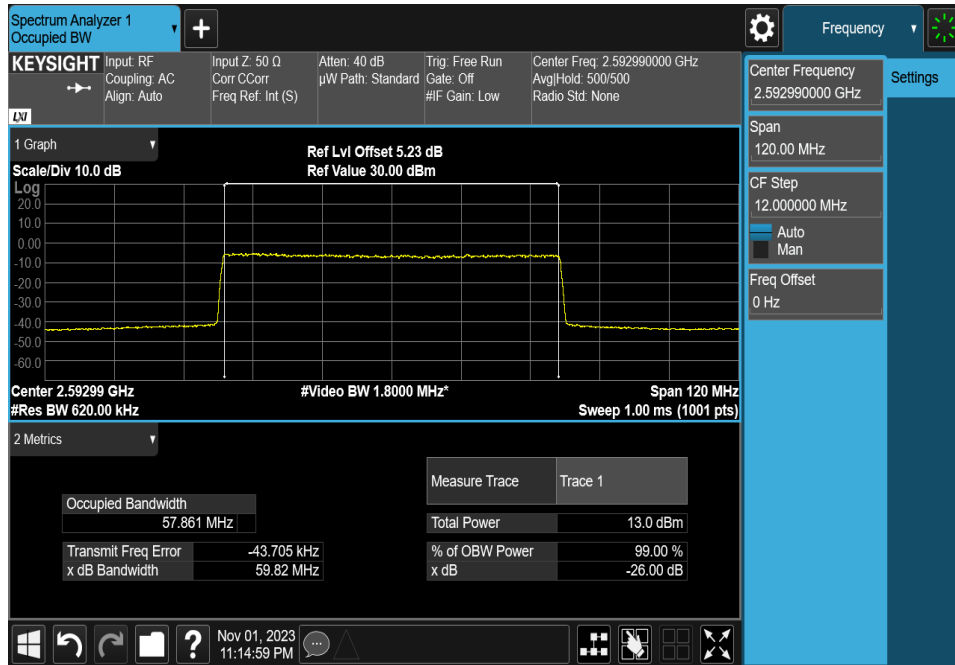 Spectrum Analyzer 1
Occupied BW
Frequency
KEYSIGHT
LXI
Input: RF
Coupling: AC
Align: Auto
Input Z: 50 Ω
Corr CCorr
Freq Ref: Int (S)
Atten: 40 dB
µW Path: Standard
Trig: Free Run
Gate: Off
#IF Gain: Low
Center Freq: 2.592990000 GHz
Avg|Hold: 500/500
Radio Std: None
Center Frequency
2.592990000 GHz
Settings
Span
120.00 MHz
CF Step
12.000000 MHz
Auto
Man
Freq Offset
0 Hz
1 Graph
Scale/Div 10.0 dB
Ref Lvl Offset 5.23 dB
Ref Value 30.00 dBm
Log
20.0
10.0
0.00
-10.0
-20.0
-30.0
-40.0
-50.0
-60.0
Center 2.59299 GHz
#Res BW 620.00 kHz
#Video BW 1.8000 MHz*
Span 120 MHz
Sweep 1.00 ms (1001 pts)
2 Metrics
Occupied Bandwidth
57.861 MHz
Transmit Freq Error -43.705 kHz
x dB Bandwidth 59.82 MHz
Measure Trace Trace 1
Total Power 13.0 dBm
% of OBW Power 99.00 %
x dB -26.00 dB
?
Nov 01, 2023
11:14:59 PM